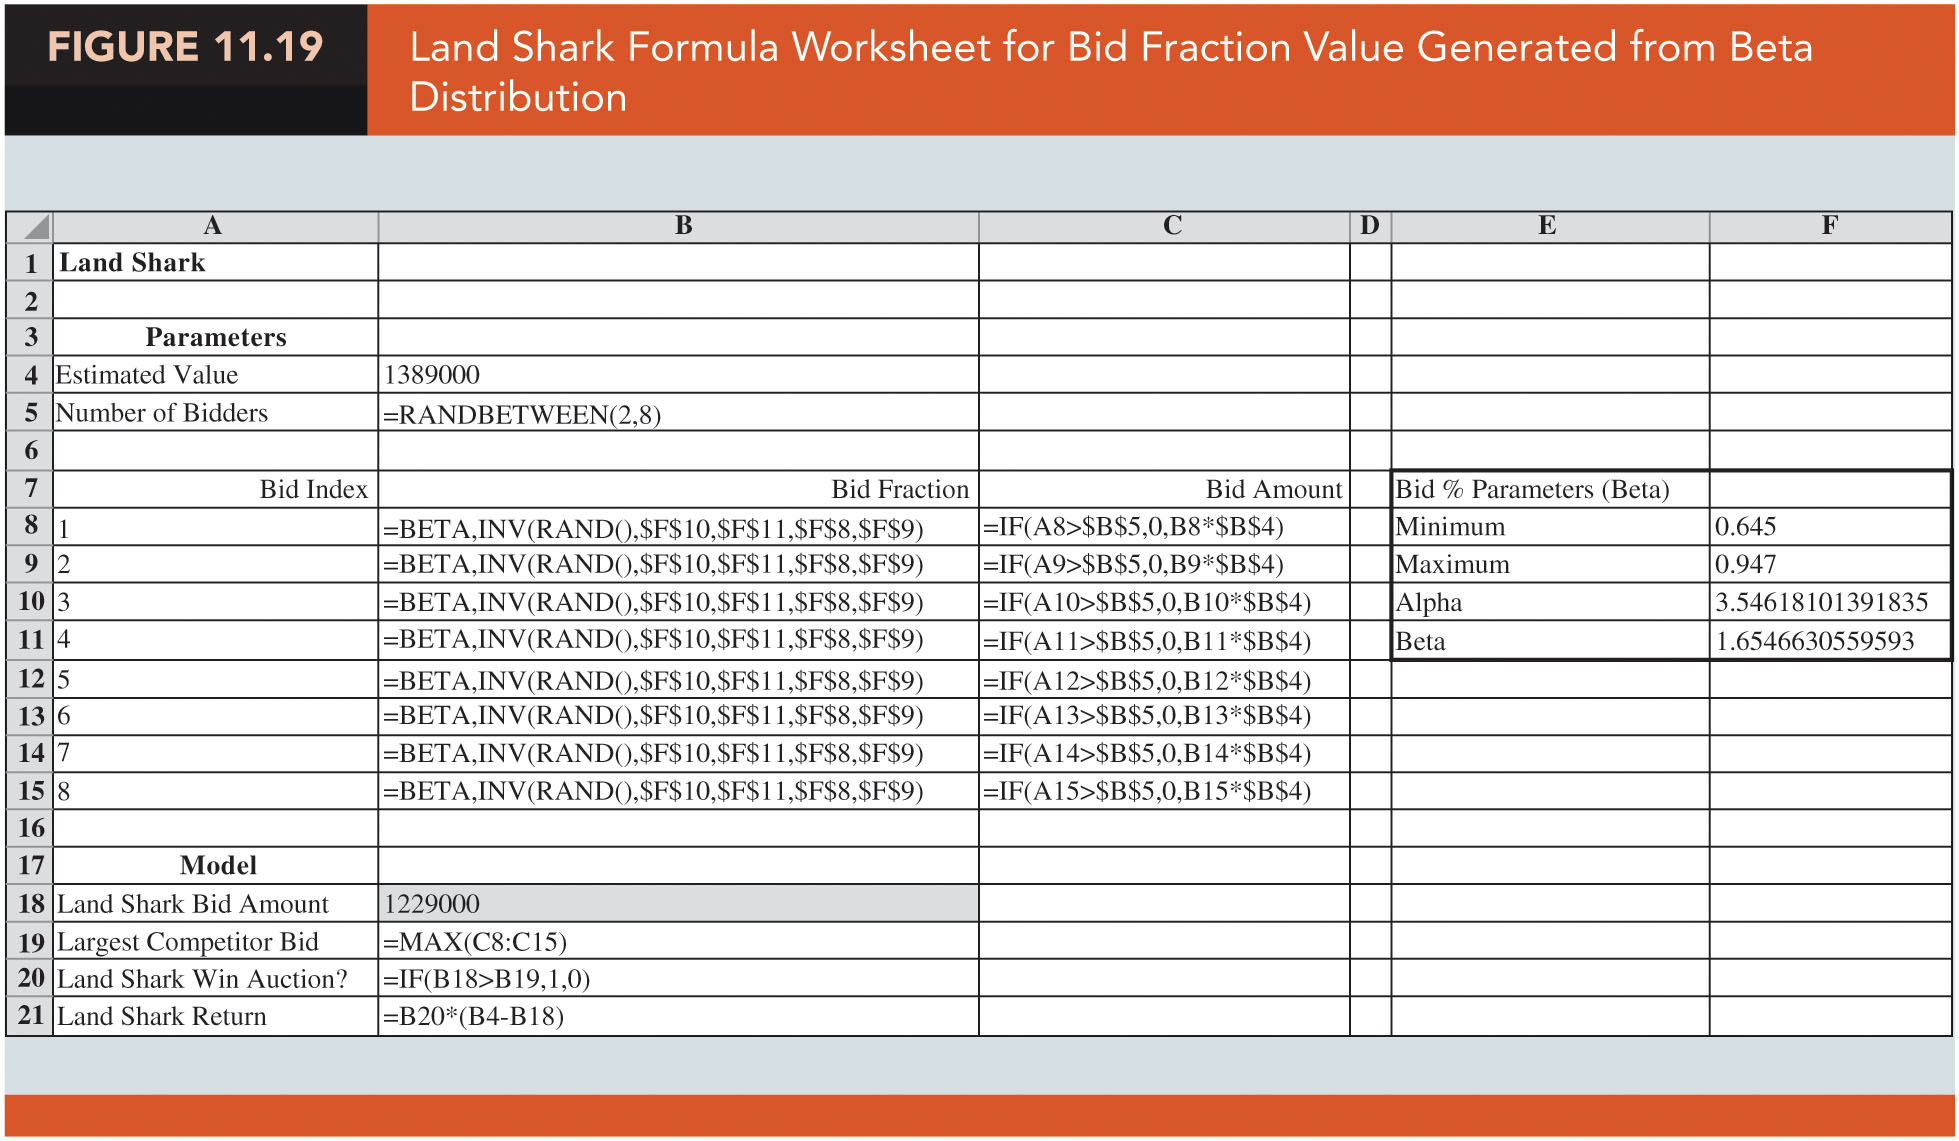 FIGURE 11.19
Land Shark Formula Worksheet for Bid Fraction Value Generated from Beta
Distribution
A B C D E F
1 Land Shark
2
3 Parameters
4 Estimated Value 1389000
5 Number of Bidders =RANDBETWEEN(2,8)
6
7 Bid Index Bid Fraction Bid Amount Bid % Parameters (Beta)
8 1 =BETA,INV(RAND(),$F$10,$F$11,$F$8,$F$9) =IF(A8>$B$5,0,B8*$B$4) Minimum 0.645
9 2 =BETA,INV(RAND(),$F$10,$F$11,$F$8,$F$9) =IF(A9>$B$5,0,B9*$B$4) Maximum 0.947
10 3 =BETA,INV(RAND(),$F$10,$F$11,$F$8,$F$9) =IF(A10>$B$5,0,B10*$B$4) Alpha 3.54618101391835
11 4 =BETA,INV(RAND(),$F$10,$F$11,$F$8,$F$9) =IF(A11>$B$5,0,B11*$B$4) Beta 1.6546630559593
12 5 =BETA,INV(RAND(),$F$10,$F$11,$F$8,$F$9) =IF(A12>$B$5,0,B12*$B$4)
13 6 =BETA,INV(RAND(),$F$10,$F$11,$F$8,$F$9) =IF(A13>$B$5,0,B13*$B$4)
14 7 =BETA,INV(RAND(),$F$10,$F$11,$F$8,$F$9) =IF(A14>$B$5,0,B14*$B$4)
15 8 =BETA,INV(RAND(),$F$10,$F$11,$F$8,$F$9) =IF(A15>$B$5,0,B15*$B$4)
16
17 Model
18 Land Shark Bid Amount 1229000
19 Largest Competitor Bid =MAX(C8:C15)
20 Land Shark Win Auction? =IF(B18>B19,1,0)
21 Land Shark Return =B20*(B4-B18)